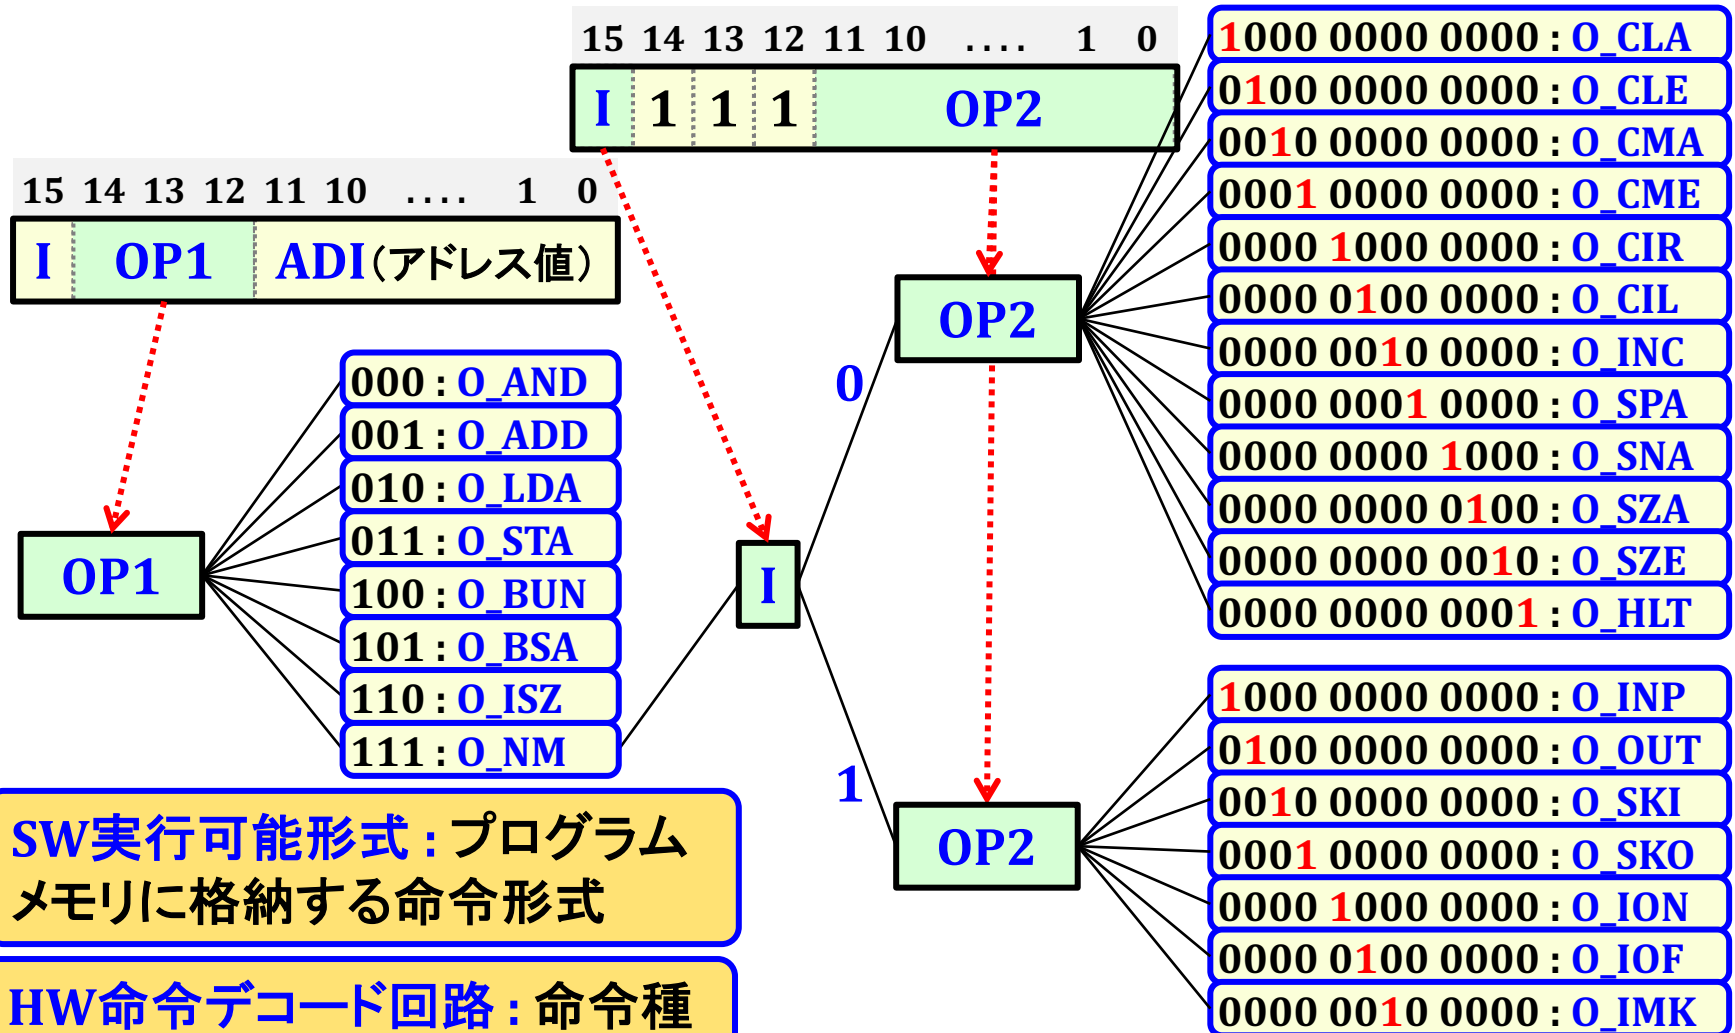 15 14 13 12 11 10 .... 1 0
I 1 1 1 OP2
15 14 13 12 11 10 .... 1 0
I OP1 ADI(アドレス値)
OP1
000 : O_AND
001 : O_ADD
010 : O_LDA
011 : O_STA
100 : O_BUN
101 : O_BSA
110 : O_ISZ
111 : O_NM
I
0
1
OP2
1000 0000 0000 : O_CLA
0100 0000 0000 : O_CLE
0010 0000 0000 : O_CMA
0001 0000 0000 : O_CME
0000 1000 0000 : O_CIR
0000 0100 0000 : O_CIL
0000 0010 0000 : O_INC
0000 0001 0000 : O_SPA
0000 0000 1000 : O_SNA
0000 0000 0100 : O_SZA
0000 0000 0010 : O_SZE
0000 0000 0001 : O_HLT
OP2
1000 0000 0000 : O_INP
0100 0000 0000 : O_OUT
0010 0000 0000 : O_SKI
0001 0000 0000 : O_SKO
0000 1000 0000 : O_ION
0000 0100 0000 : O_IOF
0000 0010 0000 : O_IMK
SW実行可能形式 : プログラム
メモリに格納する命令形式
HW命令デコード回路 : 命令種